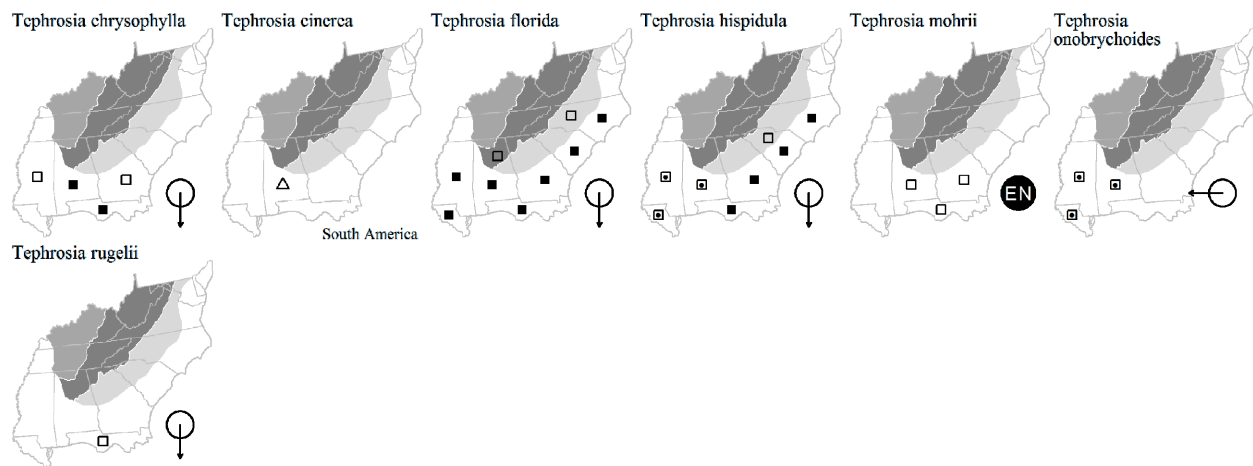 Tephrosia chrysophylla
Tephrosia cinerea
Tephrosia florida
Tephrosia hispidula
Tephrosia mohrii
Tephrosia
onobrychoides
EN
South America
Tephrosia rugelii